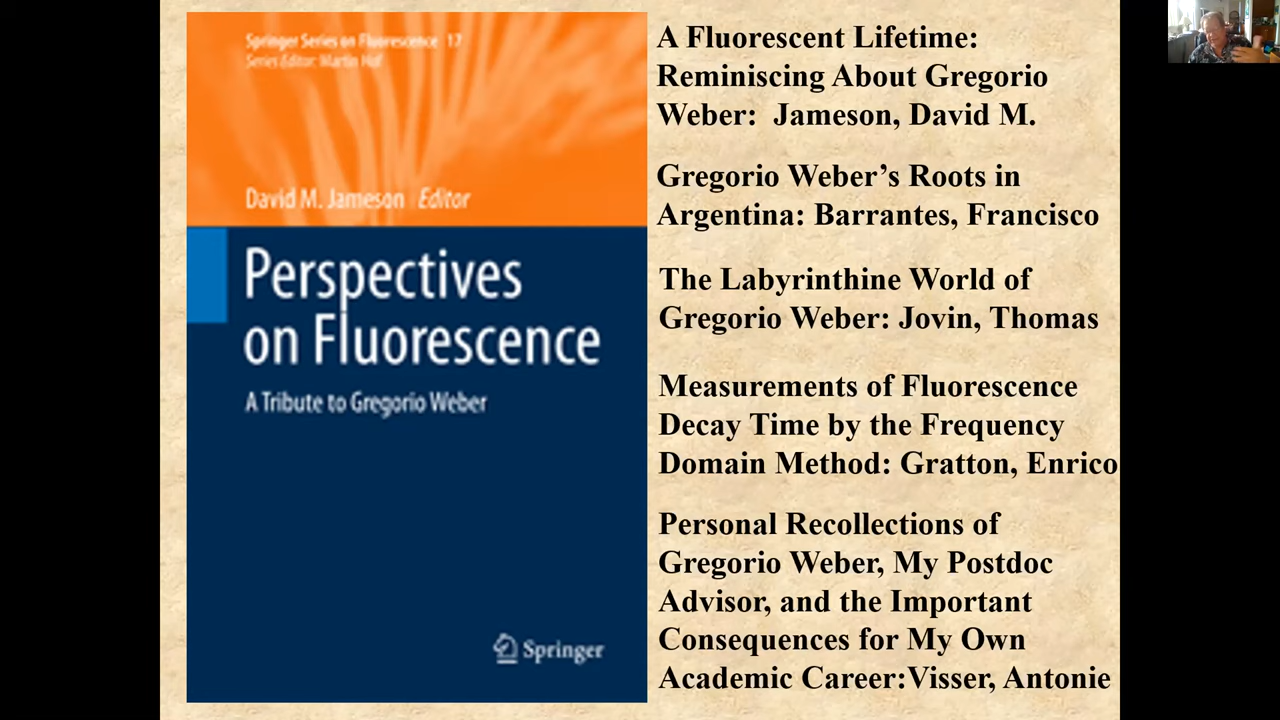 Springer Series on Fluorescence 17
Series Editor: Martin Hof
David M. Jameson Editor
Perspectives
on Fluorescence
A Tribute to Gregorio Weber
Springer
A Fluorescent Lifetime:
Reminiscing About Gregorio
Weber: Jameson, David M.
Gregorio Weber’s Roots in
Argentina: Barrantes, Francisco
The Labyrinthine World of
Gregorio Weber: Jovin, Thomas
Measurements of Fluorescence
Decay Time by the Frequency
Domain Method: Gratton, Enrico
Personal Recollections of
Gregorio Weber, My Postdoc
Advisor, and the Important
Consequences for My Own
Academic Career:Visser, Antonie